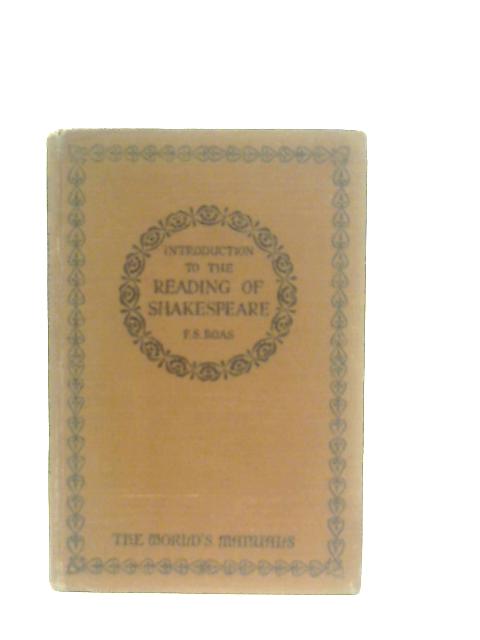 INTRODUCTION
TO THE
READING OF
SHAKESPEARE
F.S. BOAS
THE WORLD'S MANUALS